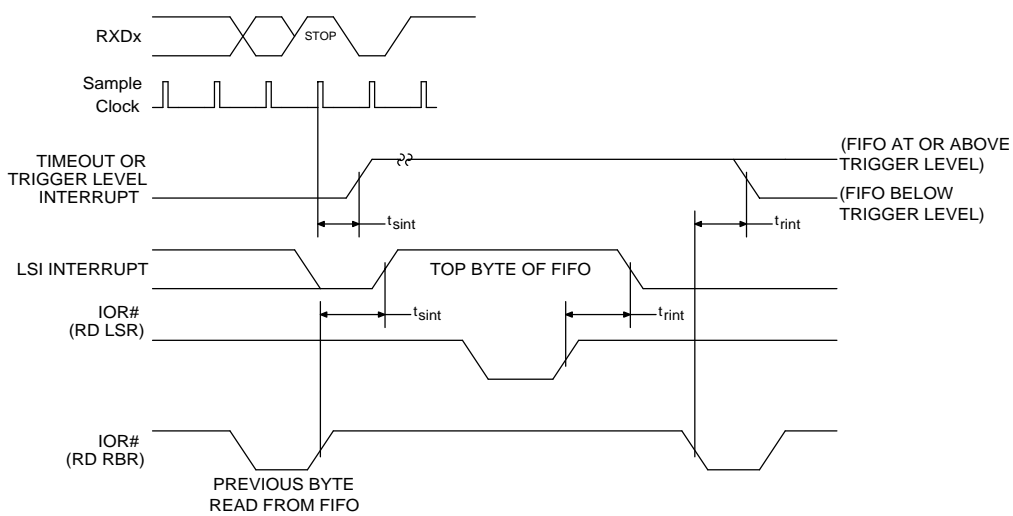 RXDx
STOP
Sample
Clock
TIMEOUT OR
TRIGGER LEVEL
INTERRUPT
(FIFO AT OR ABOVE
TRIGGER LEVEL)
(FIFO BELOW
TRIGGER LEVEL)
tsint
trint
LSI INTERRUPT
TOP BYTE OF FIFO
tsint
trint
IOR#
(RD LSR)
IOR#
(RD RBR)
PREVIOUS BYTE
READ FROM FIFO